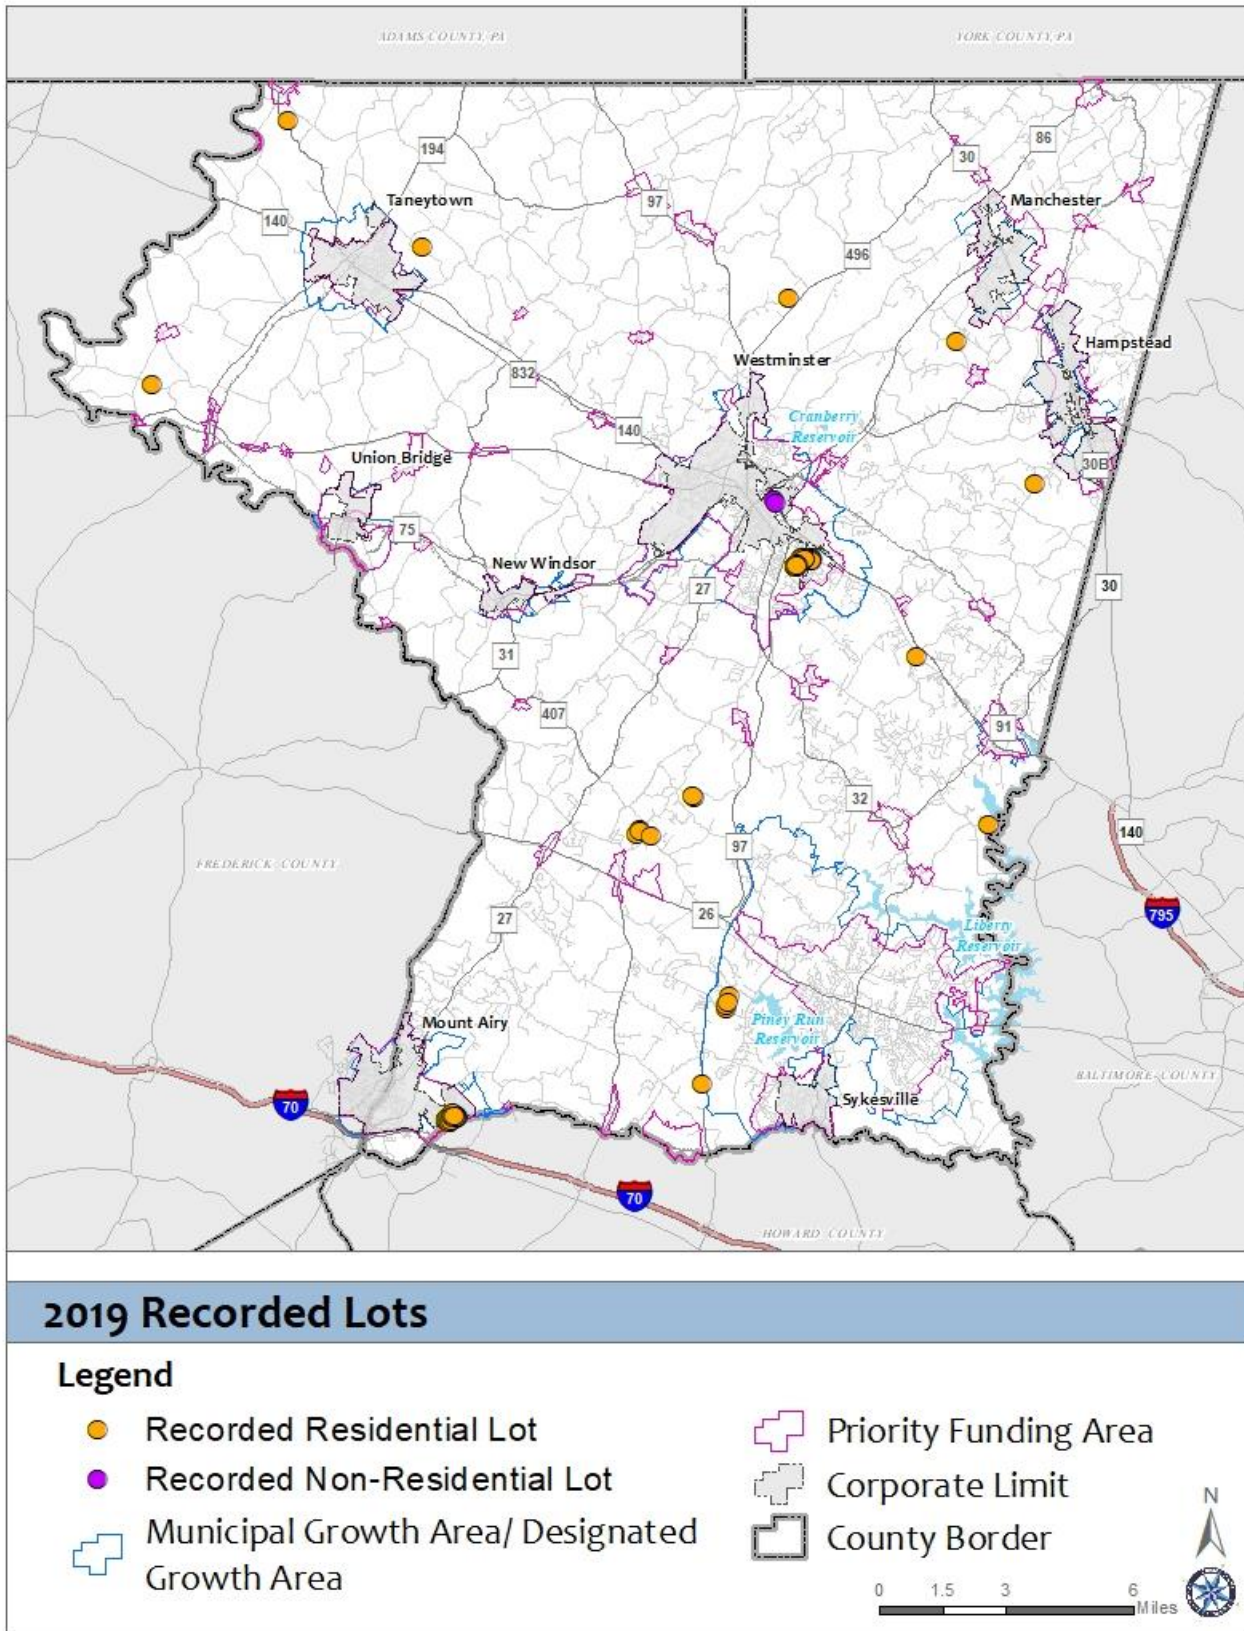 ADAMS COUNTY, PA
YORK COUNTY, PA
194
86
30
Taneytown
97
Manchester
140
496
Hampstead
Westminster
832
Cranberry
Reservoir
140
Union Bridge
30B
75
New Windsor
27
30
31
407
91
32
140
97
FREDERICK COUNTY
27
26
795
Liberty
Reservoir
Mount Airy
Piney Run
Reservoir
BALTIMORE COUNTY
70
Sykesville
70
HOWARD COUNTY
2019 Recorded Lots
Legend
Recorded Residential Lot
Recorded Non-Residential Lot
Municipal Growth Area/ Designated
Growth Area
Priority Funding Area
Corporate Limit
County Border
N
0 1.5 3 6
Miles